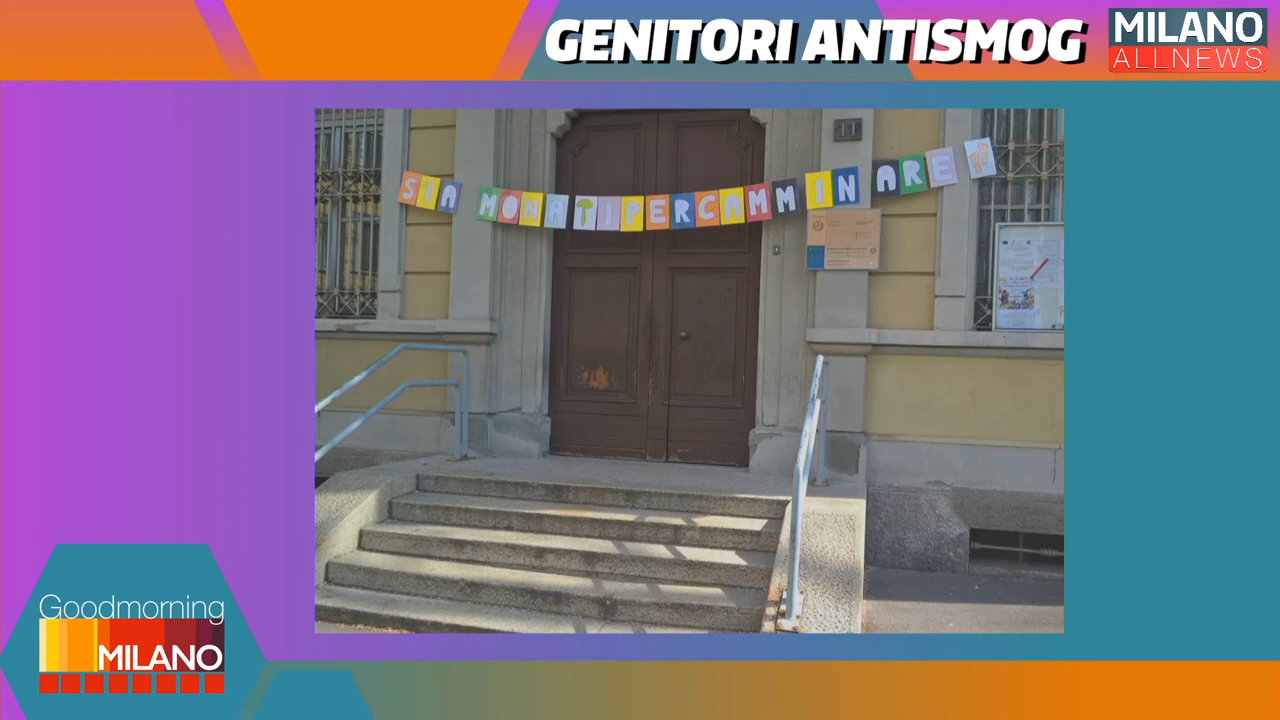 GENITORI ANTISMOG
MILANO
ALLNEWS
11
SIAMO NATI PER CAMMINARE
Goodmorning
MILANO